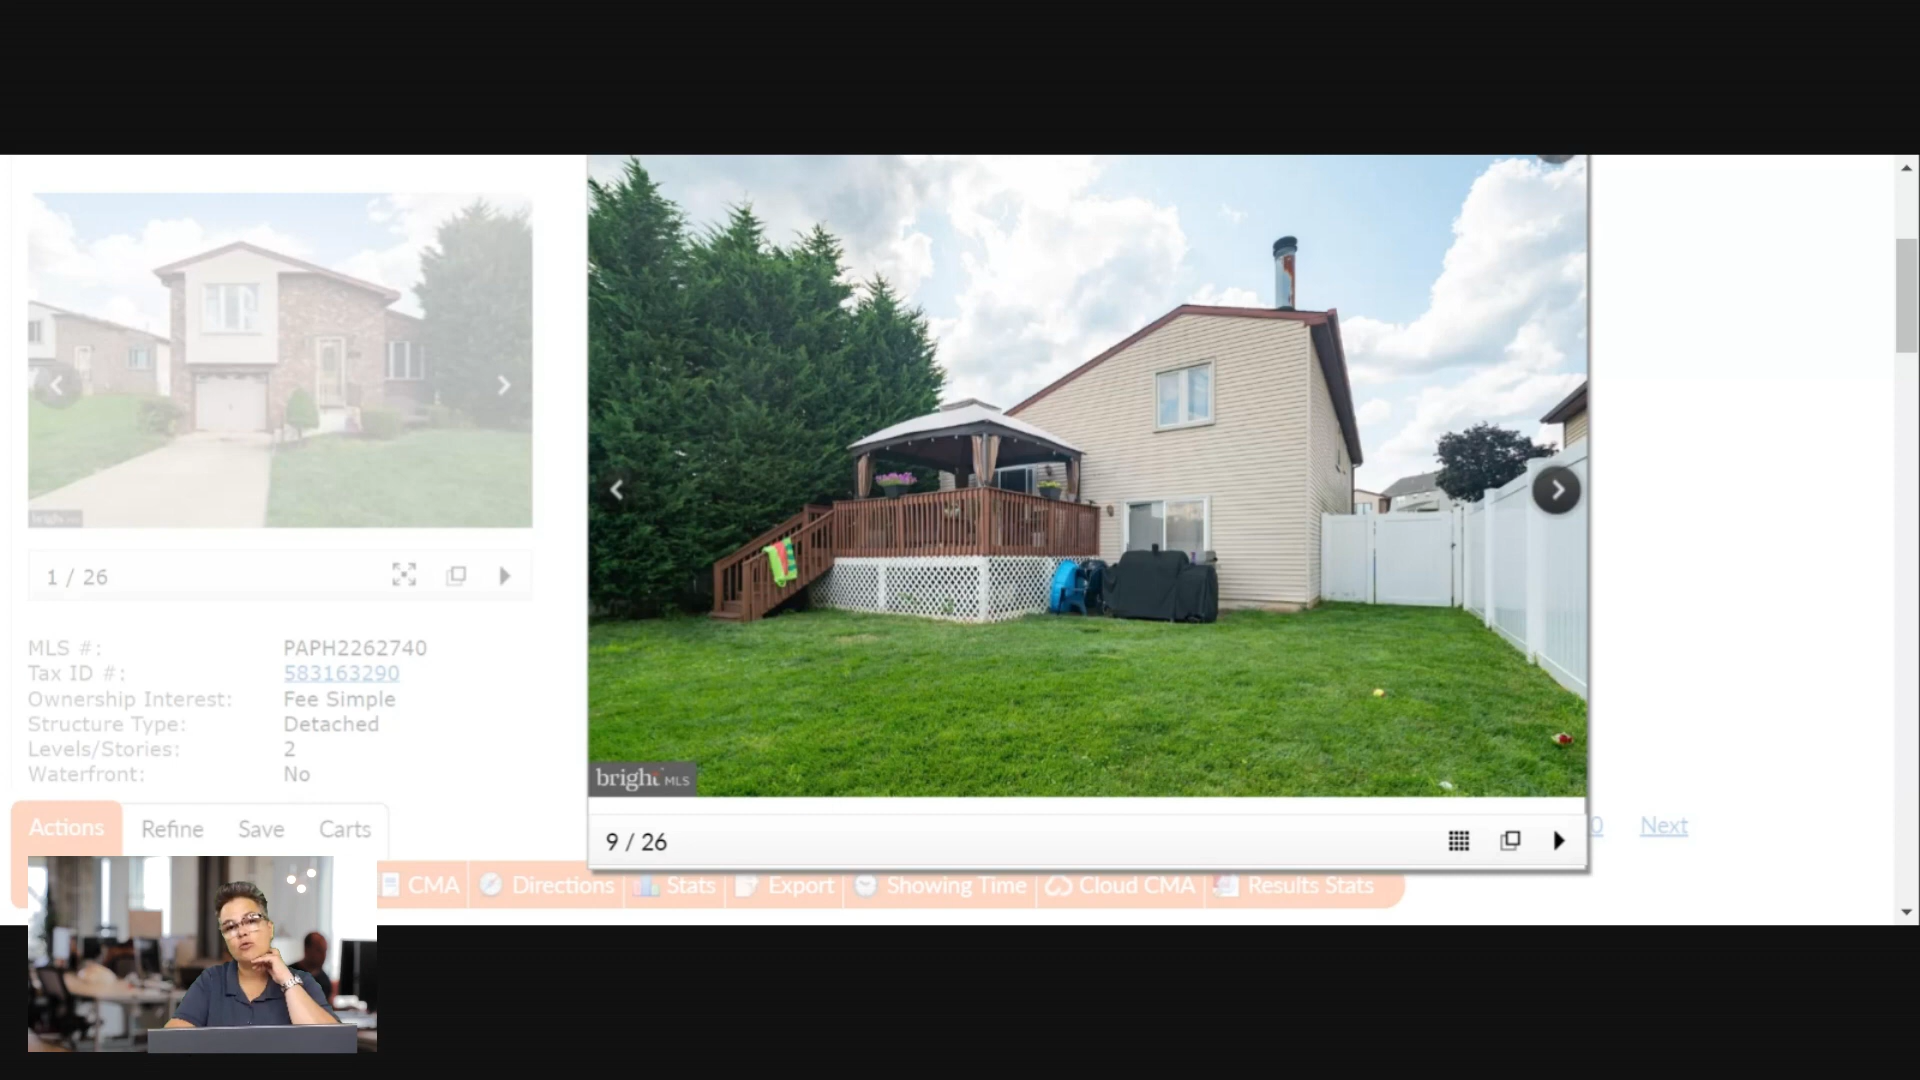 1 / 26
MLS #: PAPH2262740
Tax ID #: 583163290
Ownership Interest: Fee Simple
Structure Type: Detached
Levels/Stories: 2
Waterfront: No
bright MLS
9 / 26
0 Next
Actions Refine Save Carts
CMA Directions Stats Export Showing Time Cloud CMA Results Stats